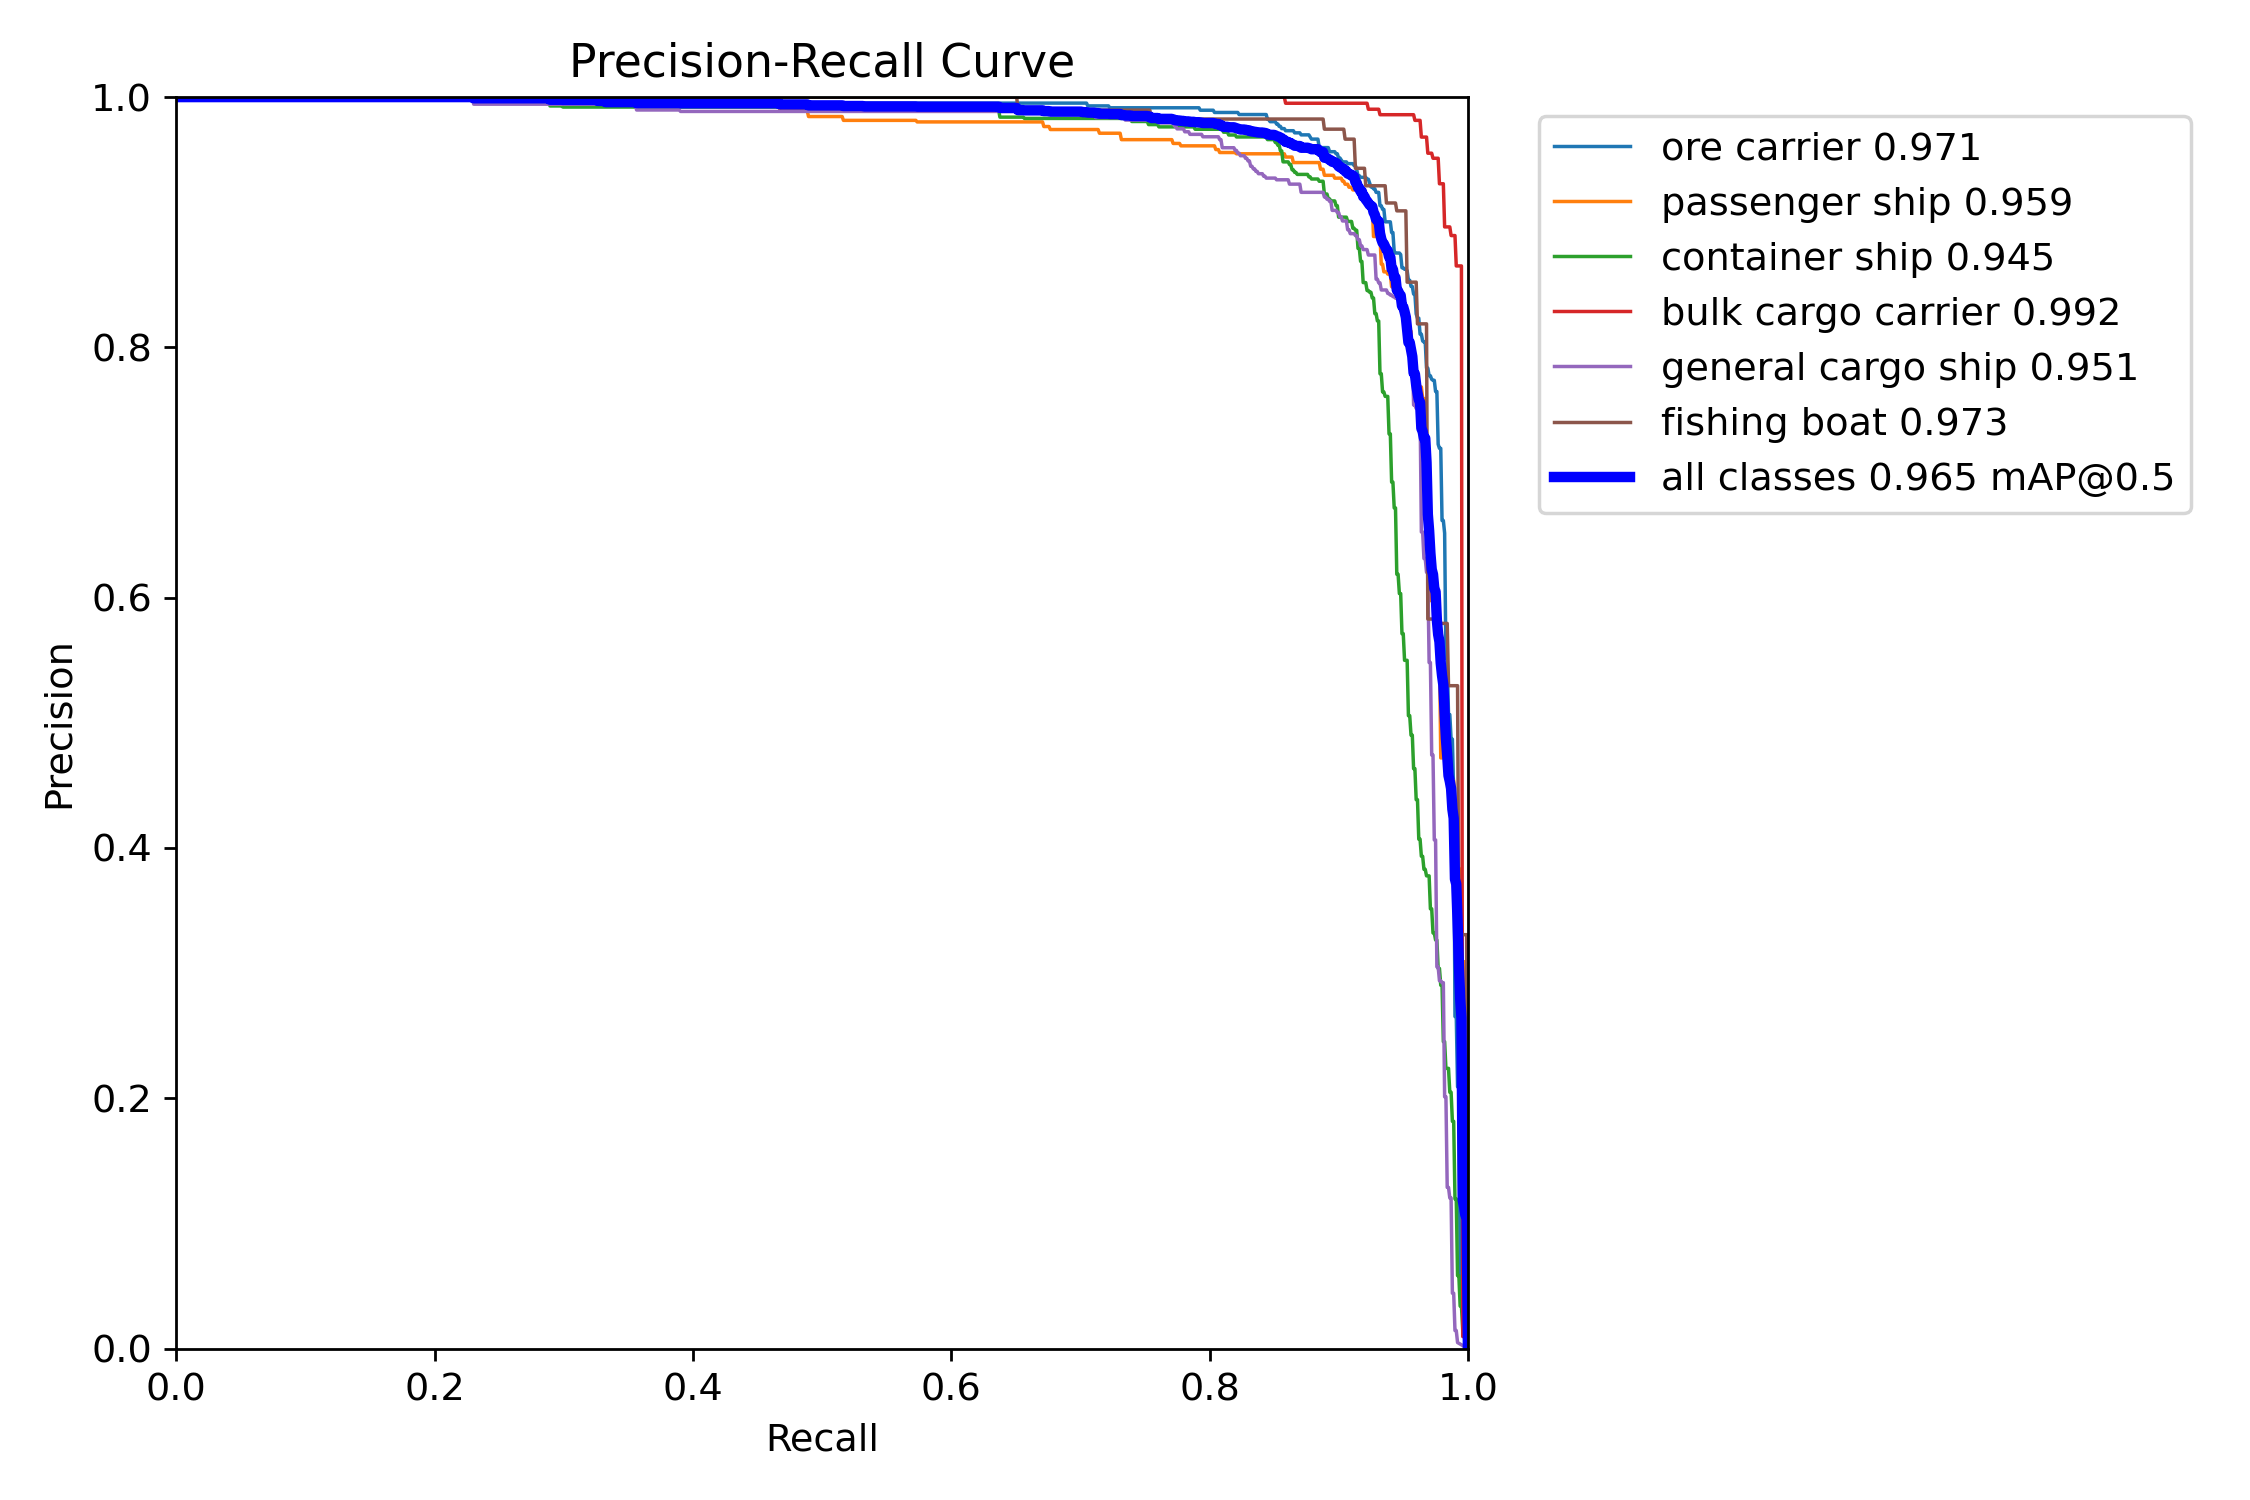 Precision-Recall Curve
1.0
0.8
0.6
0.4
0.2
0.0
Precision
0.0 0.2 0.4 0.6 0.8 1.0
Recall
ore carrier 0.971
passenger ship 0.959
container ship 0.945
bulk cargo carrier 0.992
general cargo ship 0.951
fishing boat 0.973
all classes 0.965 mAP@0.5